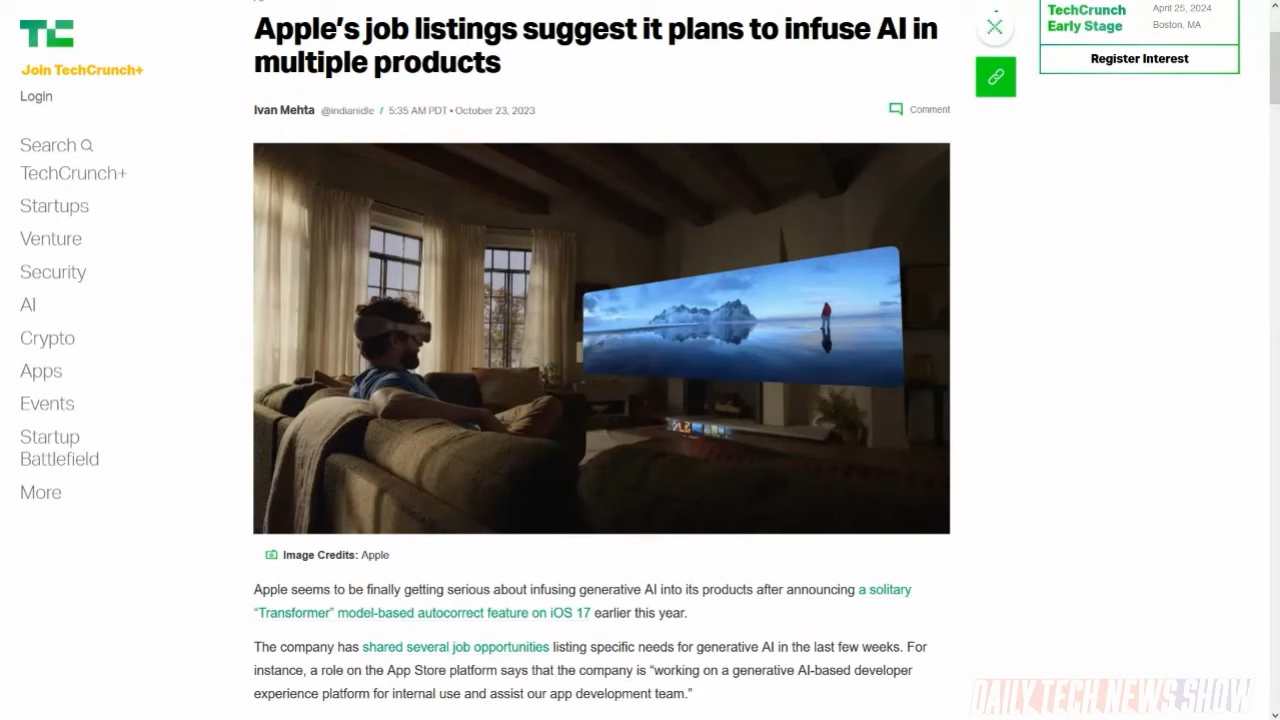 TC
Join TechCrunch+
Login
Search
TechCrunch+
Startups
Venture
Security
AI
Crypto
Apps
Events
Startup
Battlefield
More
Apple's job listings suggest it plans to infuse AI in
multiple products
Ivan Mehta @indianidle / 5:35 AM PDT • October 23, 2023
Comment
Image Credits: Apple
Apple seems to be finally getting serious about infusing generative AI into its products after announcing a solitary
“Transformer” model-based autocorrect feature on iOS 17 earlier this year.
The company has shared several job opportunities listing specific needs for generative AI in the last few weeks. For
instance, a role on the App Store platform says that the company is “working on a generative AI-based developer
experience platform for internal use and assist our app development team.”
TechCrunch
Early Stage
April 25, 2024
Boston, MA
Register Interest
DAILY TECH NEWS SHOW